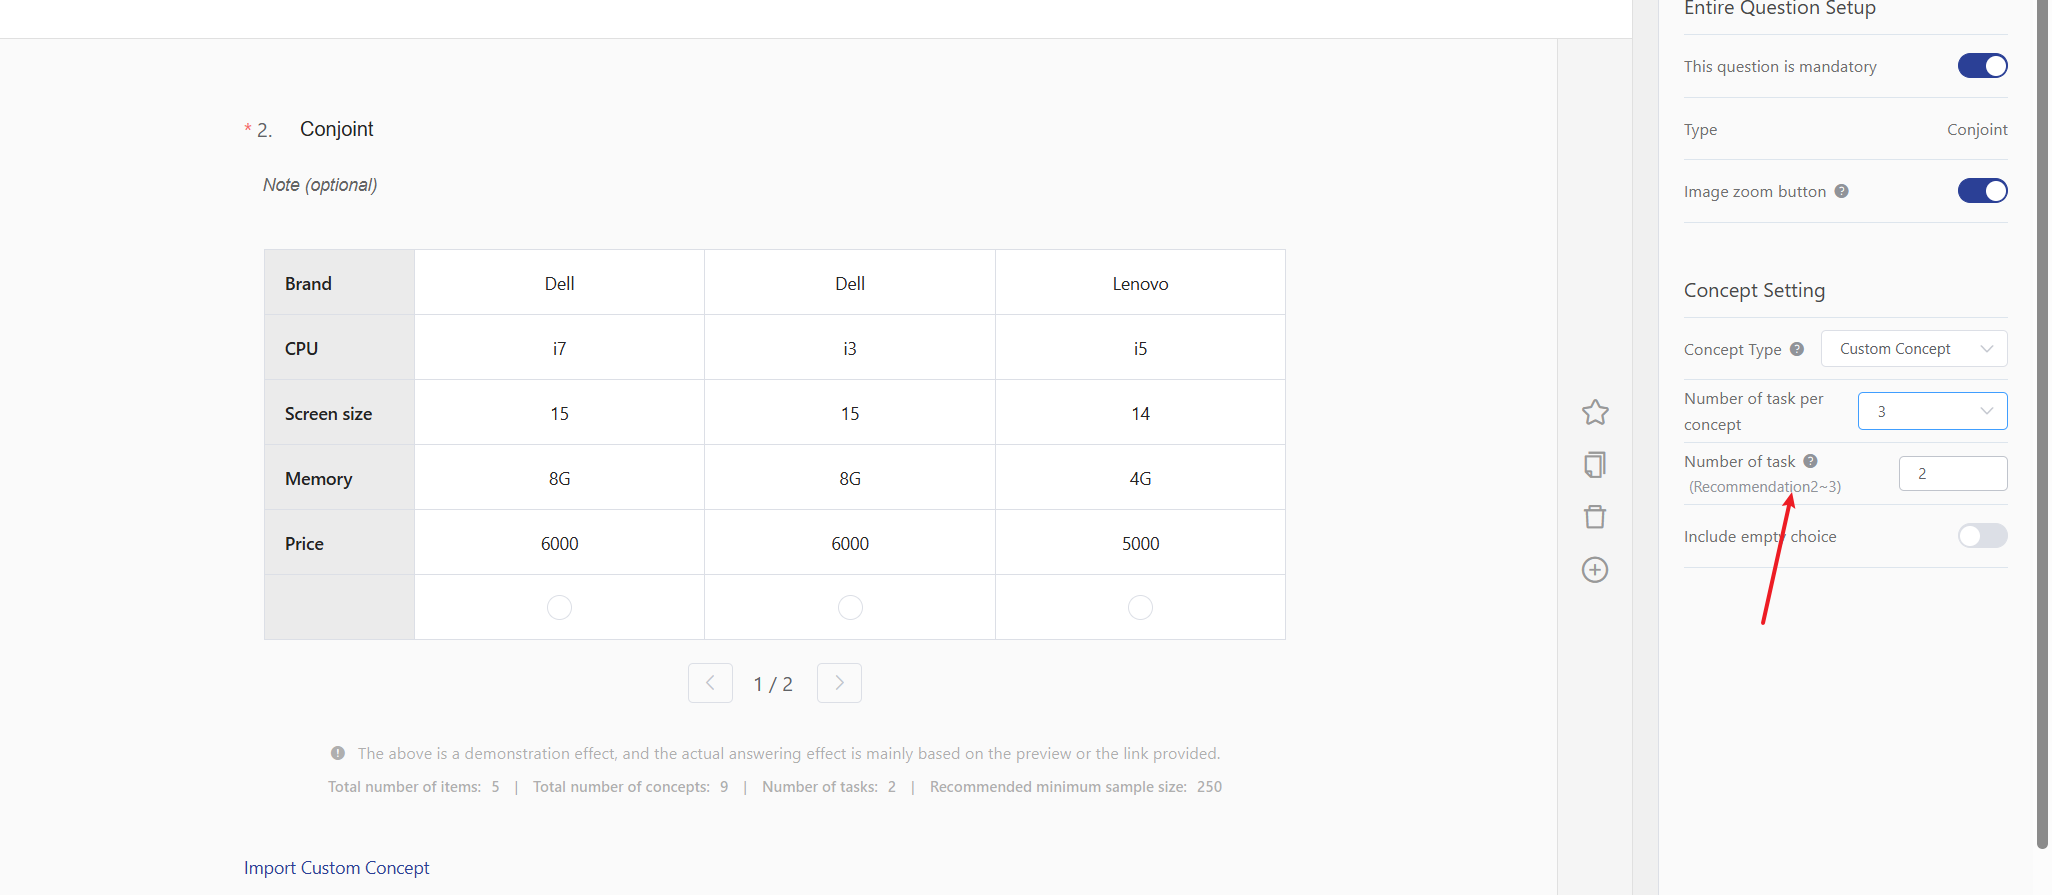 Entire Question Setup
This question is mandatory
Type Conjoint
Image zoom button ?
* 2. Conjoint
Note (optional)
Brand Dell Dell Lenovo
CPU i7 i3 i5
Screen size 15 15 14
Memory 8G 8G 4G
Price 6000 6000 5000
1 / 2
! The above is a demonstration effect, and the actual answering effect is mainly based on the preview or the link provided.
Total number of items: 5 | Total number of concepts: 9 | Number of tasks: 2 | Recommended minimum sample size: 250
Import Custom Concept
Concept Setting
Concept Type ? Custom Concept
Number of task per
concept
3
Number of task ?
(Recommendation2~3)
2
Include empty choice